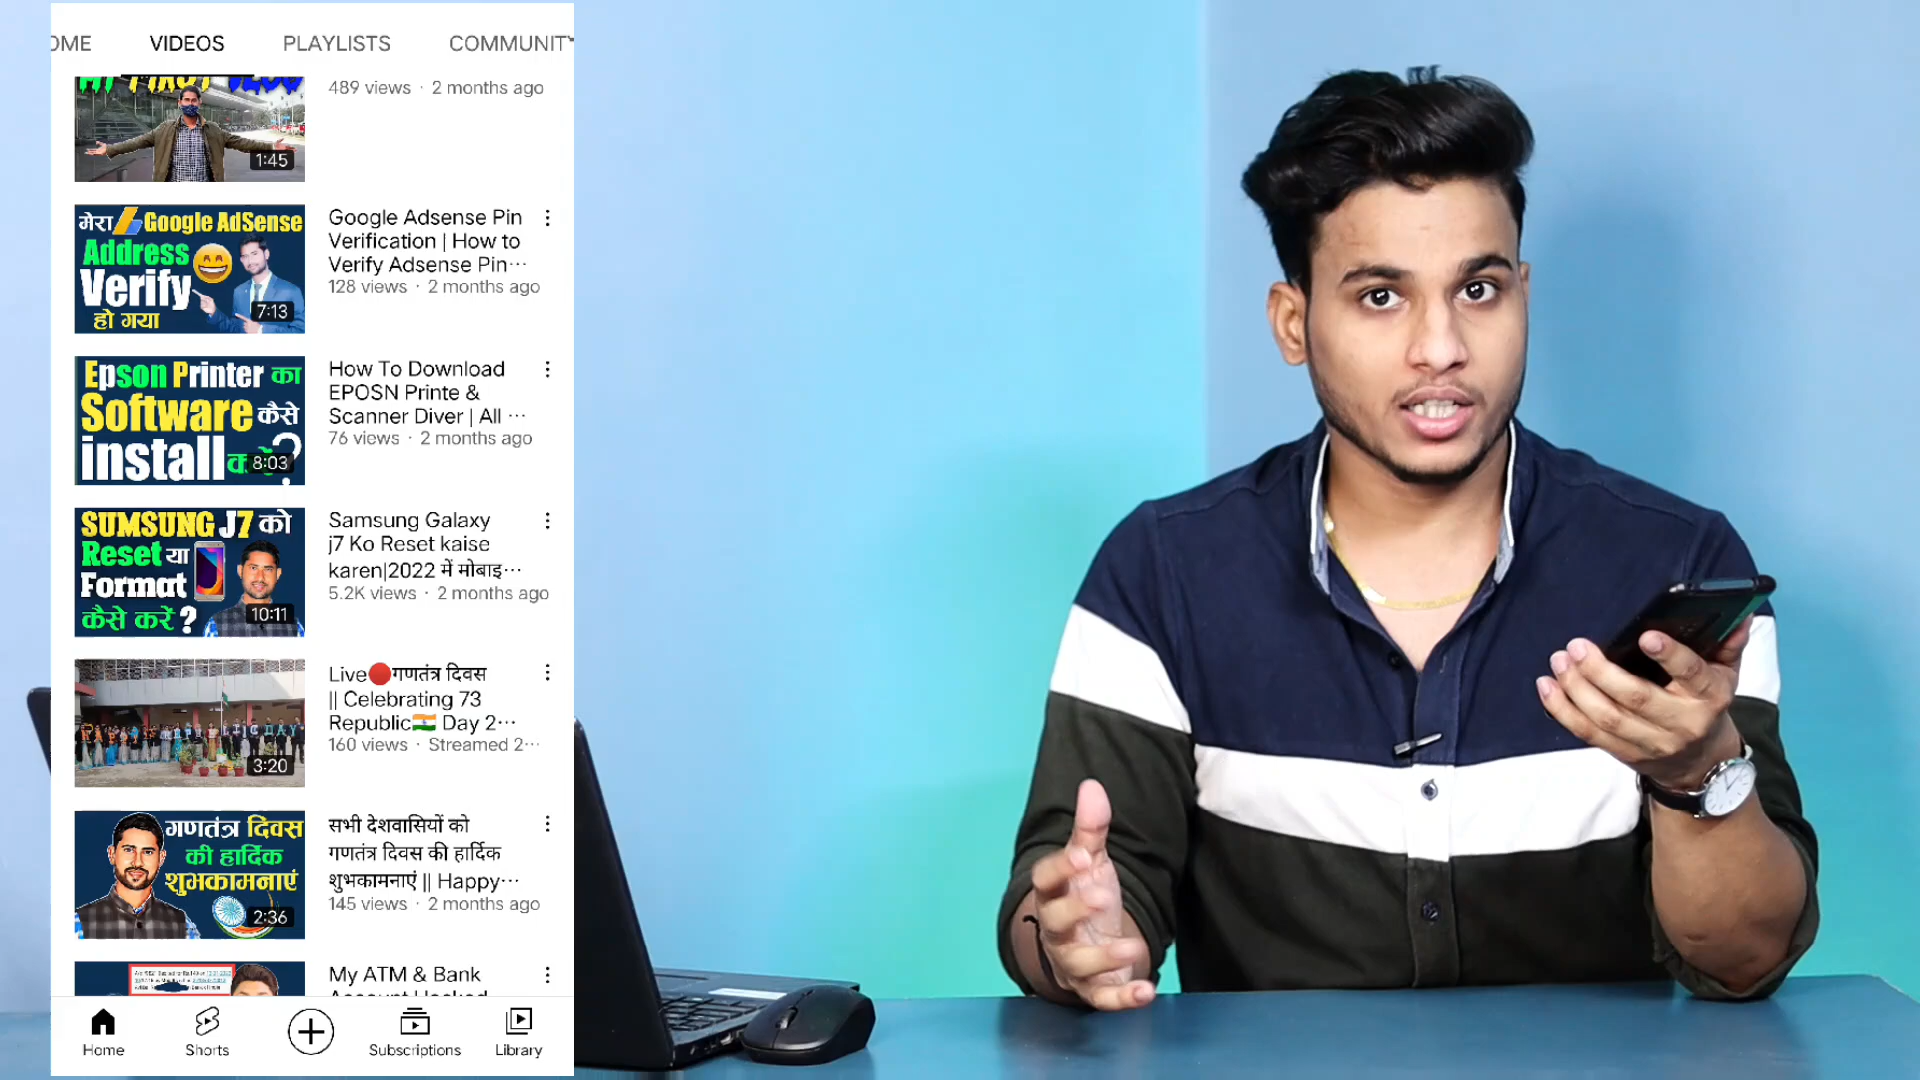 OME VIDEOS PLAYLISTS COMMUNIT
MY FIRST VLOG
1:45
489 views · 2 months ago
मेरा Google AdSense
Address
Verify
हो गया
7:13
Google Adsense Pin
Verification | How to
Verify Adsense Pin...
128 views · 2 months ago
Epson Printer का
Software कैसे
install
8:03
How To Download
EPOSN Printe &
Scanner Diver | All ...
76 views · 2 months ago
SUMSUNG J7 को
Reset या
Format
कैसे करें ?
10:11
Samsung Galaxy
j7 Ko Reset kaise
karen|2022 में मोबाइ...
5.2K views · 2 months ago
3:20
Live🔴गणतंत्र दिवस
|| Celebrating 73
Republic🇮🇳 Day 2...
160 views · Streamed 2...
गणतंत्र दिवस
की हार्दिक
शुभकामनाएं
2:36
सभी देशवासियों को
गणतंत्र दिवस की हार्दिक
शुभकामनाएं || Happy...
145 views · 2 months ago
My ATM & Bank
Home Shorts Subscriptions Library